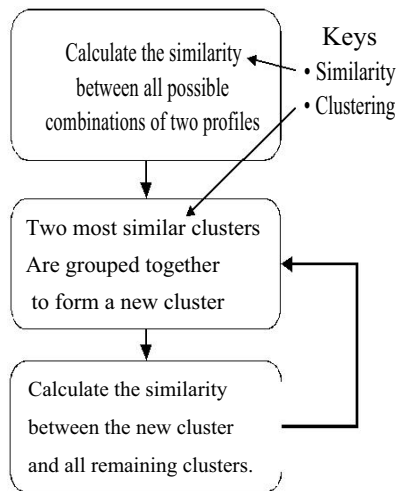 Calculate the similarity
between all possible
combinations of two profiles
Keys
• Similarity
• Clustering
Two most similar clusters
Are grouped together
to form a new cluster
Calculate the similarity
between the new cluster
and all remaining clusters.